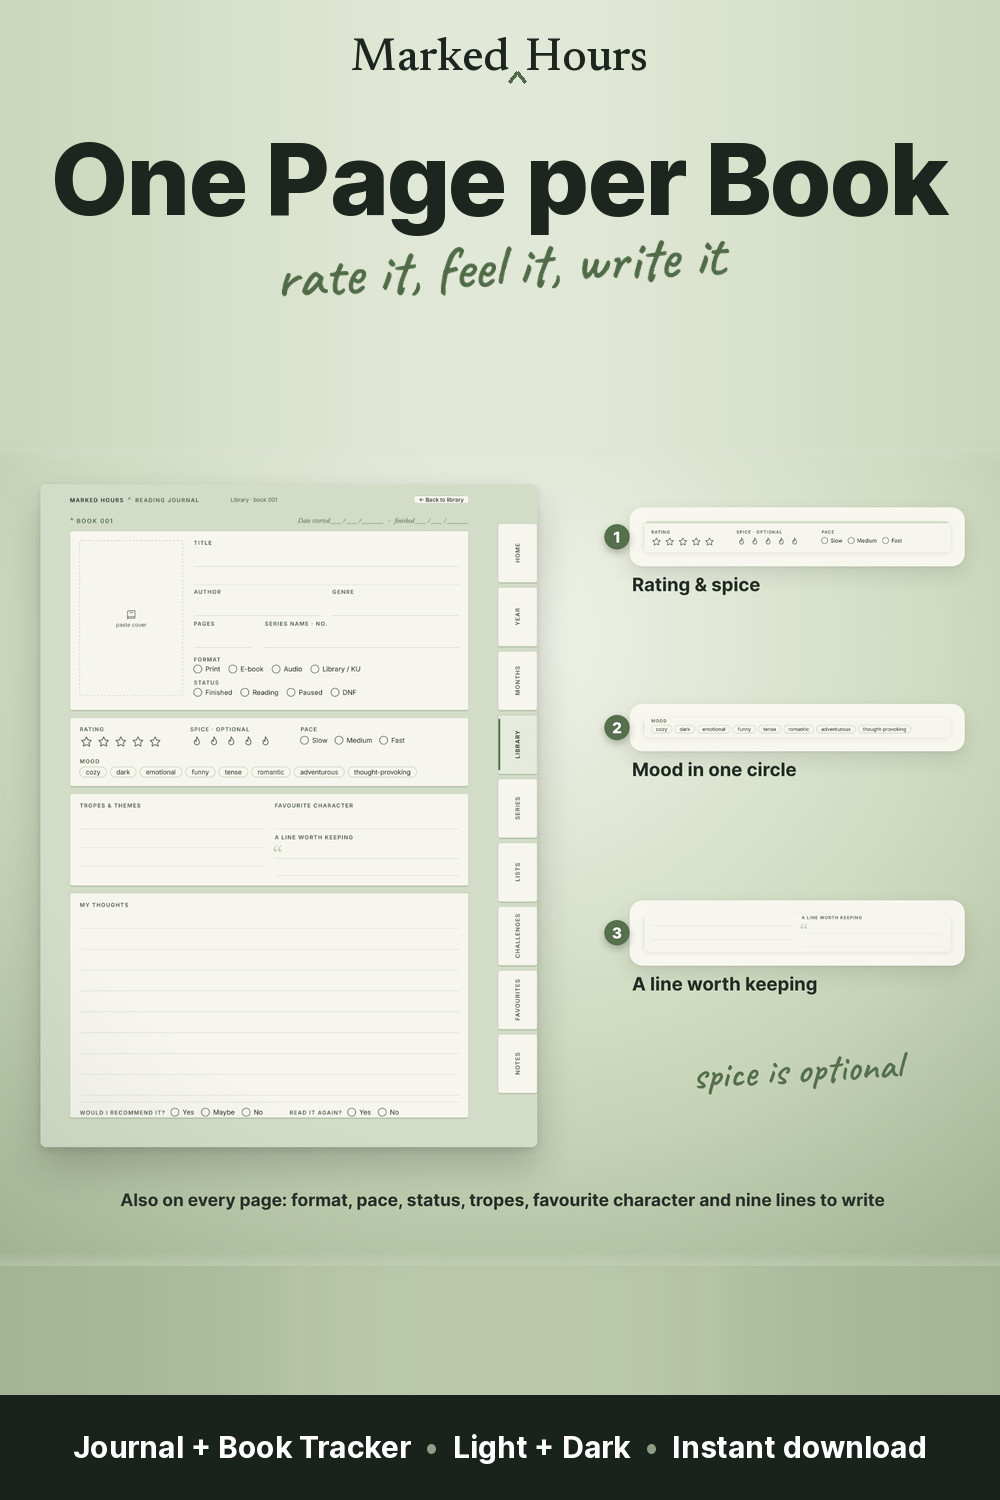 Marked Hours
One Page per Book
rate it, feel it, write it
MARKED HOURS ^ READING JOURNAL
Library · book 001
← Back to library
^ BOOK 001
Date started___ /___ /______ · finished___ /___ /______
paste cover
TITLE
AUTHOR GENRE
PAGES SERIES NAME · NO.
FORMAT
Print E-book Audio Library / KU
STATUS
Finished Reading Paused DNF
RATING SPICE · OPTIONAL PACE
Slow Medium Fast
MOOD
cozy dark emotional funny tense romantic adventurous thought-provoking
TROPES & THEMES FAVOURITE CHARACTER
A LINE WORTH KEEPING
“
MY THOUGHTS
WOULD I RECOMMEND IT? Yes Maybe No READ IT AGAIN? Yes No
HOME
YEAR
MONTHS
LIBRARY
SERIES
LISTS
CHALLENGES
FAVOURITES
NOTES
1
RATING SPICE · OPTIONAL PACE
Slow Medium Fast
Rating & spice
2
MOOD
cozy dark emotional funny tense romantic adventurous thought-provoking
Mood in one circle
3
A LINE WORTH KEEPING
“
A line worth keeping
spice is optional
Also on every page: format, pace, status, tropes, favourite character and nine lines to write
Journal + Book Tracker • Light + Dark • Instant download